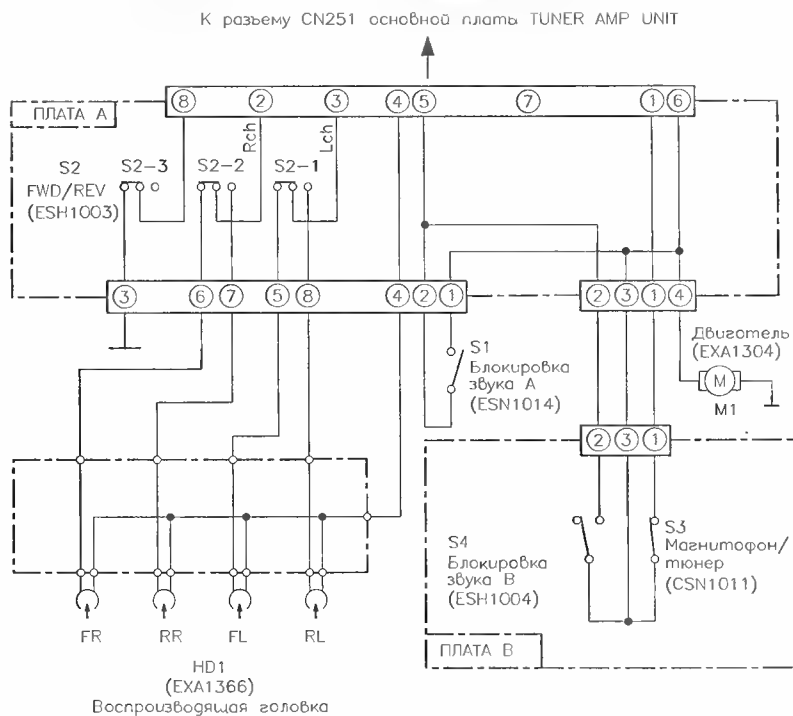 К разъему CN251 основной платы TUNER AMP UNIT
ПЛАТА A
8 2 3 4 5 7 1 6
Rch
Lch
S2
FWD/REV
(ESH1003)
S2-3
S2-2
S2-1
3 6 7 5 8 4 2 1
2 3 1 4
S1
Блокировка
звука А
(ESN1014)
Двиготель
(EXA1304)
M
M1
2 3 1
S4
Блокировка
звука В
(ESH1004)
S3
Магнитофон/
тюнер
(CSN1011)
ПЛАТА В
FR RR FL RL
HD1
(EXA1366)
Воспроизводящая головка